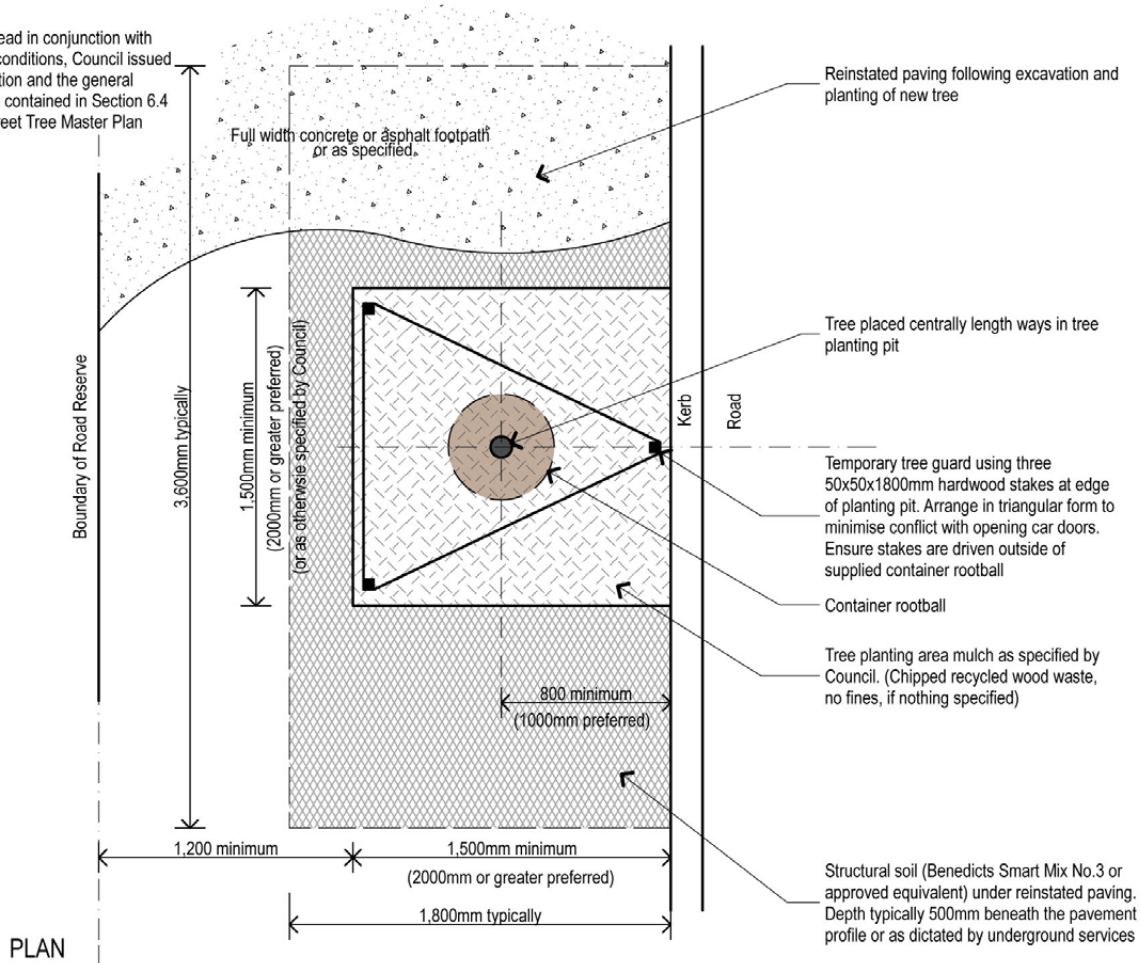 ead in conjunction with
conditions, Council issued
tion and the general
contained in Section 6.4
reet Tree Master Plan
Full width concrete or asphalt footpath
or as specified.
Reinstated paving following excavation and
planting of new tree
Boundary of Road Reserve
3,600mm typically
1,500mm minimum
(2000mm or greater preferred)
(or as otherwsie specified by Council)
Tree placed centrally length ways in tree
planting pit
Kerb
Road
Temporary tree guard using three
50x50x1800mm hardwood stakes at edge
of planting pit. Arrange in triangular form to
minimise conflict with opening car doors.
Ensure stakes are driven outside of
supplied container rootball
Container rootball
Tree planting area mulch as specified by
Council. (Chipped recycled wood waste,
no fines, if nothing specified)
800 minimum
(1000mm preferred)
1,200 minimum
1,500mm minimum
(2000mm or greater preferred)
1,800mm typically
Structural soil (Benedicts Smart Mix No.3 or
approved equivalent) under reinstated paving.
Depth typically 500mm beneath the pavement
profile or as dictated by underground services
PLAN